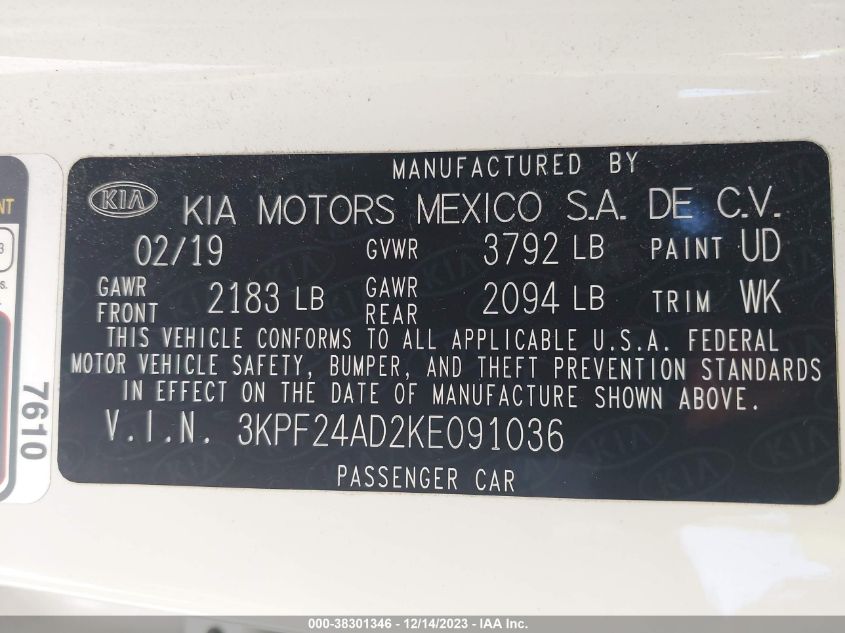 MANUFACTURED BY
KIA KIA MOTORS MEXICO S.A. DE C.V.
02/19 GVWR 3792 LB PAINT UD
GAWR FRONT 2183 LB GAWR REAR 2094 LB TRIM WK
THIS VEHICLE CONFORMS TO ALL APPLICABLE U.S.A. FEDERAL
MOTOR VEHICLE SAFETY, BUMPER, AND THEFT PREVENTION STANDARDS
IN EFFECT ON THE DATE OF MANUFACTURE SHOWN ABOVE.
V.I.N. 3KPF24AD2KE091036
PASSENGER CAR
7610
000-38301346 - 12/14/2023 - IAA Inc.